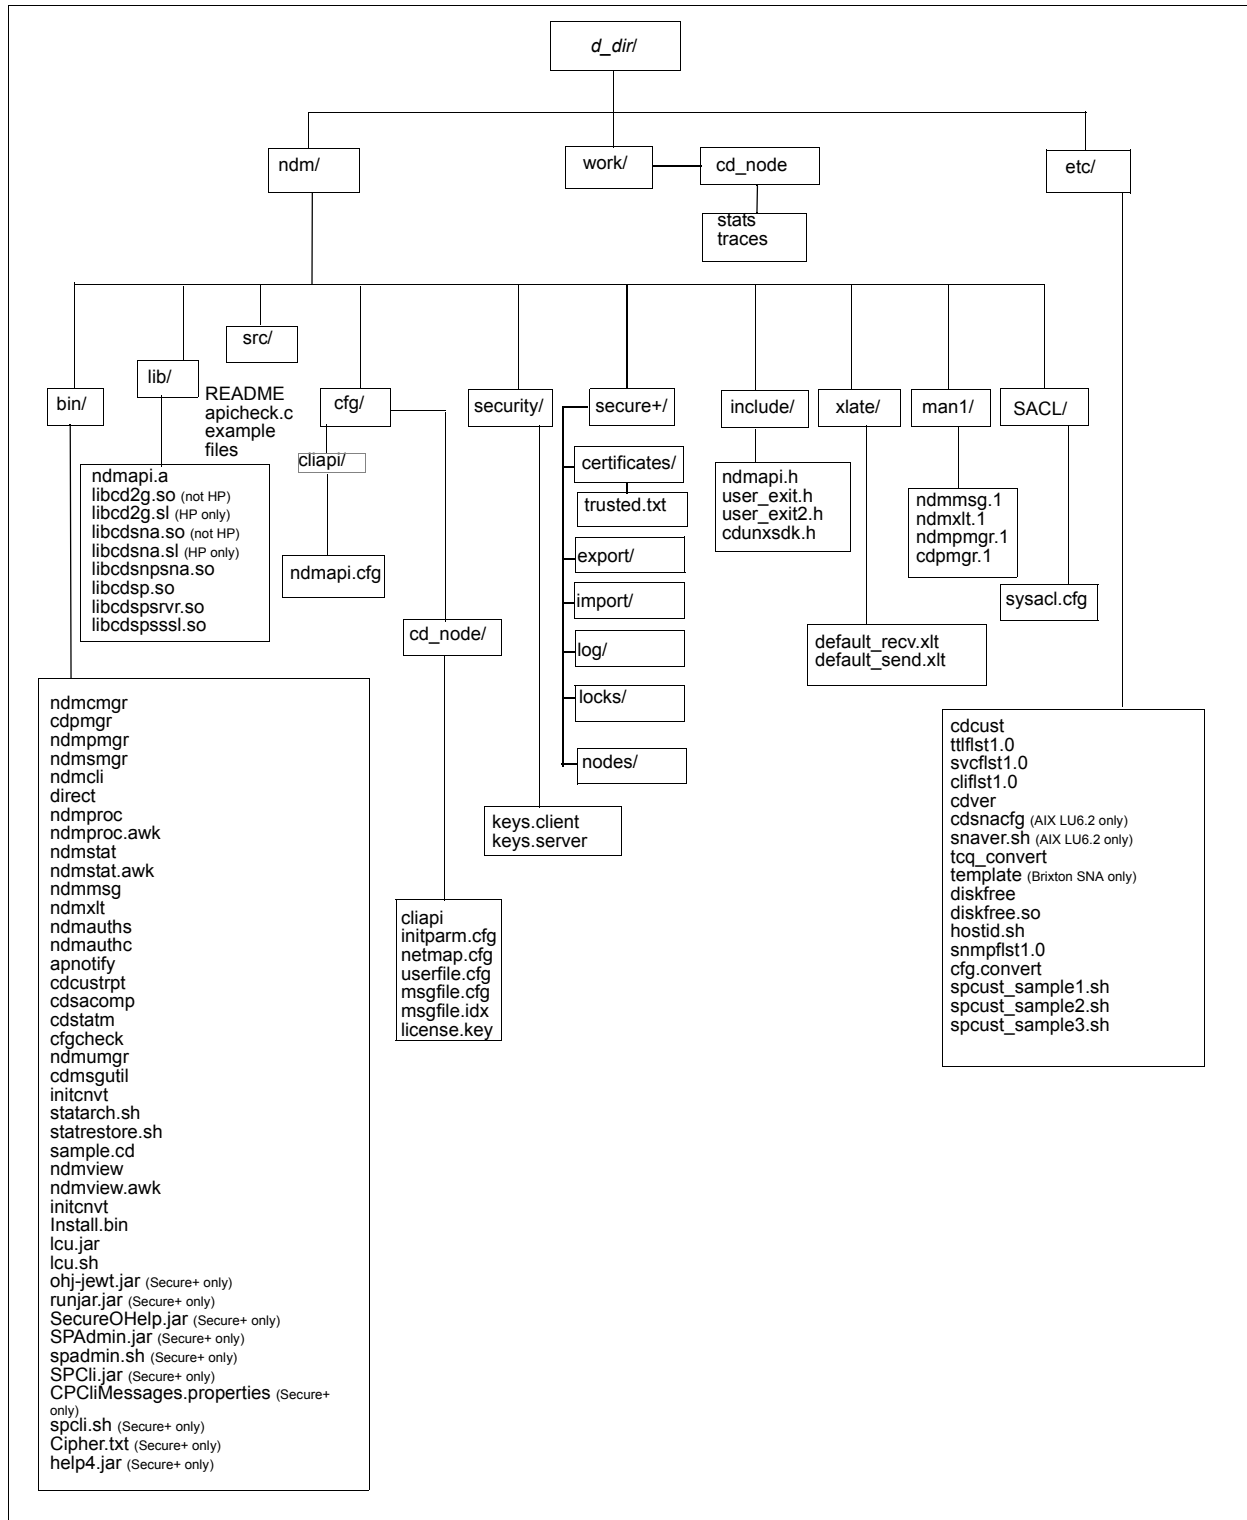 d_dir/
ndm/
work/
cd_node
etc/
stats
traces
src/
lib/
bin/
README
apicheck.c
example
files
cfg/
security/
secure+/
include/
xlate/
man1/
SACL/
cliapi/
ndmapi.a
libcd2g.so (not HP)
libcd2g.sl (HP only)
libcdsna.so (not HP)
libcdsna.sl (HP only)
libcdsnpsna.so
libcdsp.so
libcdspsrvr.so
libcdspsssl.so
ndmapi.cfg
cd_node/
certificates/
trusted.txt
export/
import/
log/
locks/
nodes/
ndmapi.h
user_exit.h
user_exit2.h
cdunxsdk.h
ndmmsg.1
ndmxlt.1
ndmpmgr.1
cdpmgr.1
sysacl.cfg
default_recv.xlt
default_send.xlt
keys.client
keys.server
ndmcmgr
cdpmgr
ndmpmgr
ndmsmgr
ndmcli
direct
ndmproc
ndmproc.awk
ndmstat
ndmstat.awk
ndmmsg
ndmxlt
ndmauths
ndmauthc
apnotify
cdcustrpt
cdsacomp
cdstatm
cfgcheck
ndmumgr
cdmsgutil
initcnvt
statarch.sh
statrestore.sh
sample.cd
ndmview
ndmview.awk
initcnvt
Install.bin
lcu.jar
lcu.sh
ohj-jewt.jar (Secure+ only)
runjar.jar (Secure+ only)
SecureOHelp.jar (Secure+ only)
SPAdmin.jar (Secure+ only)
spadmin.sh (Secure+ only)
SPCli.jar (Secure+ only)
CPCliMessages.properties (Secure+
only)
spcli.sh (Secure+ only)
Cipher.txt (Secure+ only)
help4.jar (Secure+ only)
cliapi
initparm.cfg
netmap.cfg
userfile.cfg
msgfile.cfg
msgfile.idx
license.key
cdcust
ttlflst1.0
svcflst1.0
cliflst1.0
cdver
cdsnacfg (AIX LU6.2 only)
snaver.sh (AIX LU6.2 only)
tcq_convert
template (Brixton SNA only)
diskfree
diskfree.so
hostid.sh
snmpflst1.0
cfg.convert
spcust_sample1.sh
spcust_sample2.sh
spcust_sample3.sh